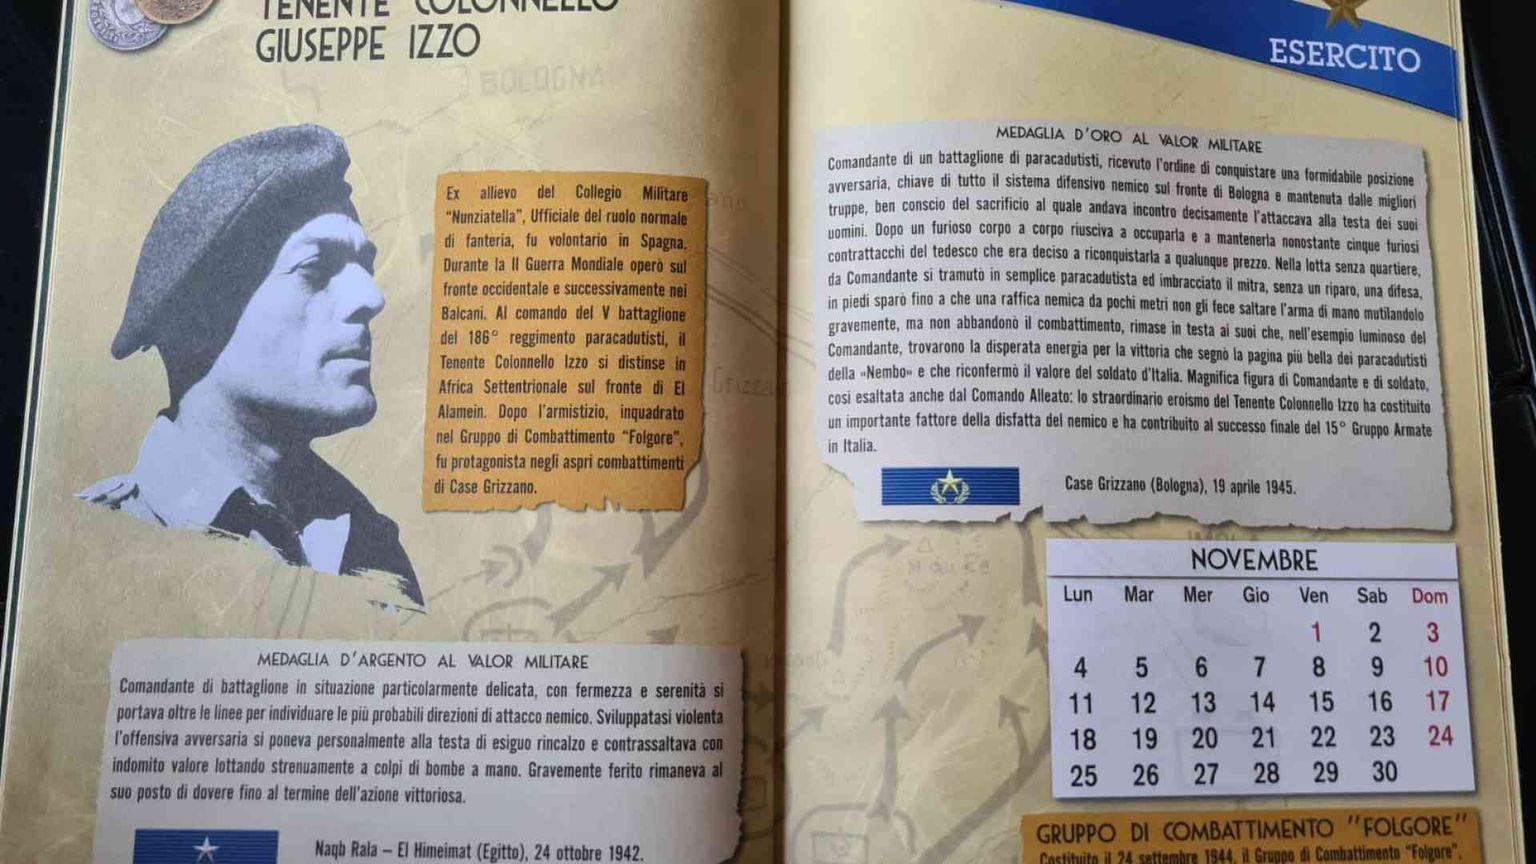 TENENTE COLONNELLO
GIUSEPPE IZZO
BOLOGNA
Ex allievo del Collegio Militare
“Nunziatella”, Ufficiale del ruolo normale
di fanteria, fu volontario in Spagna.
Durante la II Guerra Mondiale operò sul
fronte occidentale e successivamente nei
Balcani. Al comando del V battaglione
del 186° reggimento paracadutisti, il
Tenente Colonnello Izzo si distinse in
Africa Settentrionale sul fronte di El
Alamein. Dopo l’armistizio, inquadrato
nel Gruppo di Combattimento “Folgore”,
fu protagonista negli aspri combattimenti
di Case Grizzano.
MEDAGLIA D’ARGENTO AL VALOR MILITARE
Comandante di battaglione in situazione particolarmente delicata, con fermezza e serenità si
portava oltre le linee per individuare le più probabili direzioni di attacco nemico. Sviluppatasi violenta
l’offensiva avversaria si poneva personalmente alla testa di esiguo rincalzo e contrassaltava con
indomito valore lottando strenuamente a colpi di bombe a mano. Gravemente ferito rimaneva al
suo posto di dovere fino al termine dell’azione vittoriosa.
Naqb Rala – El Himeimat (Egitto), 24 ottobre 1942.
ESERCITO
MEDAGLIA D’ORO AL VALOR MILITARE
Comandante di un battaglione di paracadutisti, ricevuto l’ordine di conquistare una formidabile posizione
avversaria, chiave di tutto il sistema difensivo nemico sul fronte di Bologna e mantenuta dalle migliori
truppe, ben conscio del sacrificio al quale andava incontro decisamente l’attaccava alla testa dei suoi
uomini. Dopo un furioso corpo a corpo riusciva a occuparla e a mantenerla nonostante cinque furiosi
contrattacchi del tedesco che era deciso a riconquistarla a qualunque prezzo. Nella lotta senza quartiere,
da Comandante si tramutò in semplice paracadutista ed imbracciato il mitra, senza un riparo, una difesa,
in piedi sparò fino a che una raffica nemica da pochi metri non gli fece saltare l’arma di mano mutilandolo
gravemente, ma non abbandonò il combattimento, rimase in testa ai suoi che, nell’esempio luminoso del
Comandante, trovarono la disperata energia per la vittoria che segnò la pagina più bella dei paracadutisti
della «Nembo» e che riconfermò il valore del soldato d’Italia. Magnifica figura di Comandante e di soldato,
così esaltata anche dal Comando Alleato: lo straordinario eroismo del Tenente Colonnello Izzo ha costituito
un importante fattore della disfatta del nemico e ha contribuito al successo finale del 15° Gruppo Armate
in Italia.
Case Grizzano (Bologna), 19 aprile 1945.
NOVEMBRE
Lun Mar Mer Gio Ven Sab Dom
1 2 3
4 5 6 7 8 9 10
11 12 13 14 15 16 17
18 19 20 21 22 23 24
25 26 27 28 29 30
GRUPPO DI COMBATTIMENTO “FOLGORE”
Costituito il 24 settembre 1944, il Gruppo di Combattimento “Folgore”,